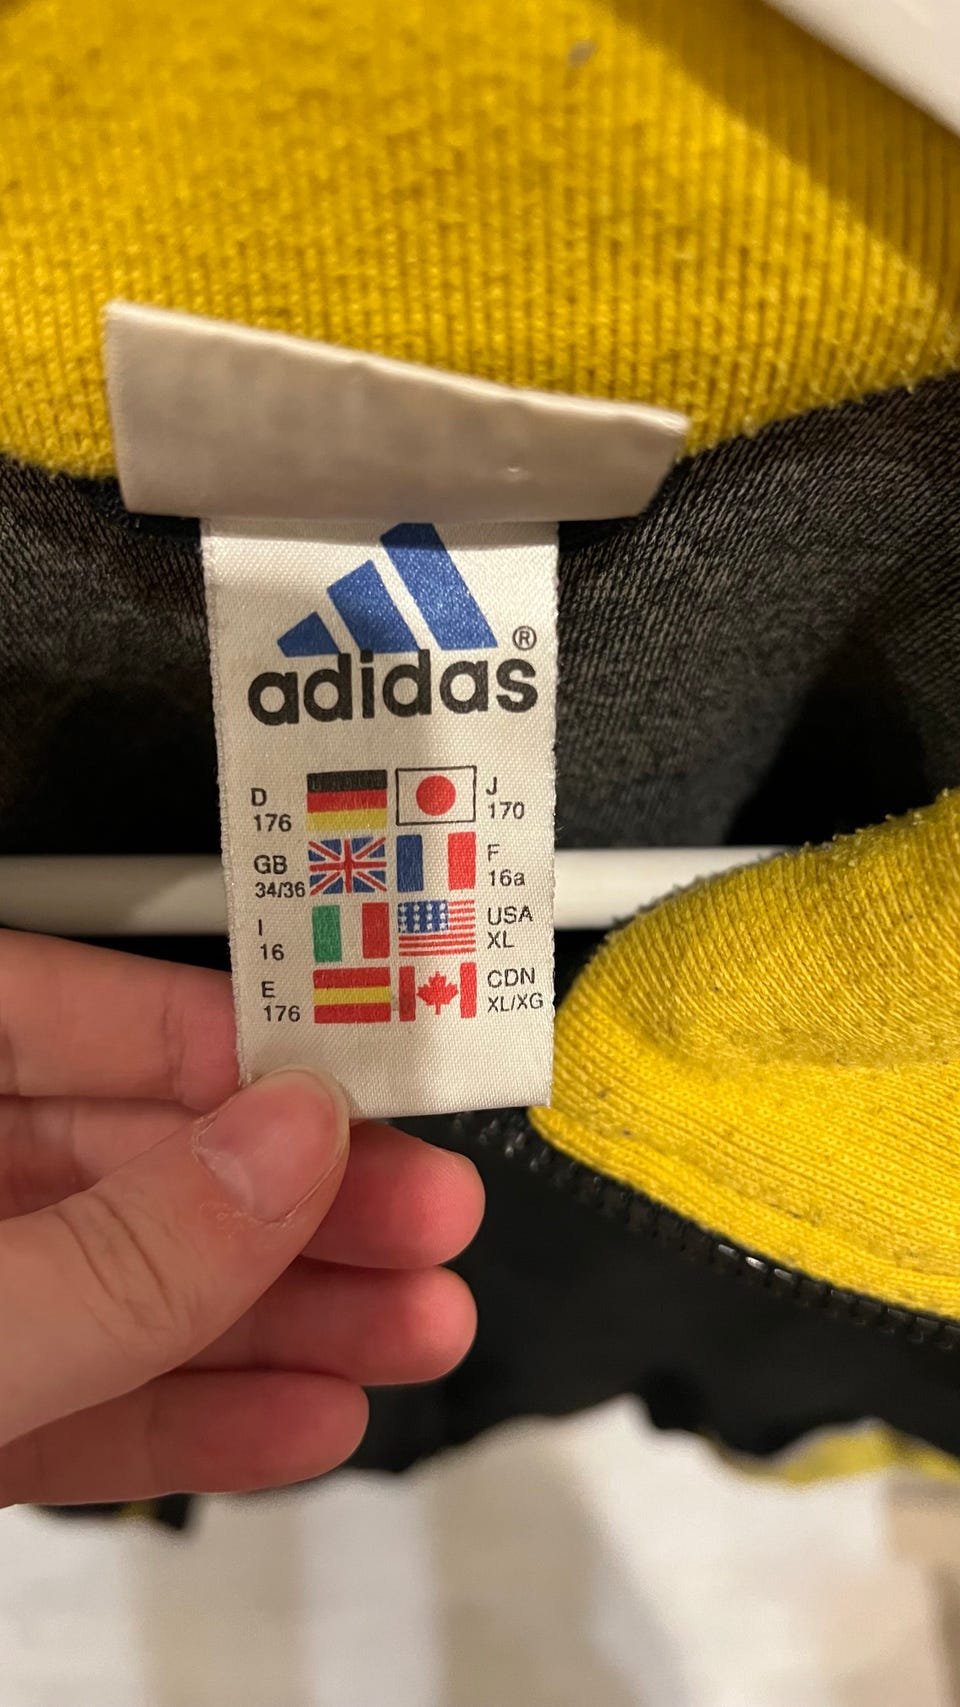 ®
adidas
D
176
J
170
GB
34/36
F
16a
I
16
USA
XL
E
176
CDN
XL/XG